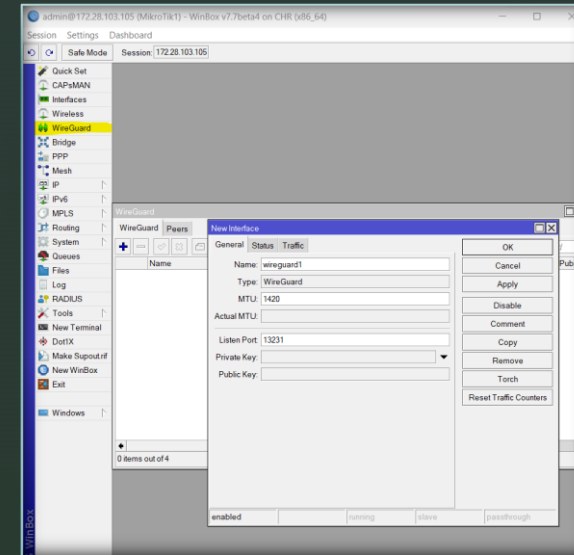 admin@172.28.103.105 (MikroTik1) - WinBox v7.7beta4 on CHR (x86_64)
Session Settings Dashboard
Safe Mode Session: 172.28.103.105
Quick Set
CAPsMAN
Interfaces
Wireless
WireGuard
Bridge
PPP
Mesh
IP
IPv6
MPLS
Routing
System
Queues
Files
Log
RADIUS
Tools
New Terminal
Dot1X
Make Supout.rif
New WinBox
Exit
Windows
WinBox
WireGuard
WireGuard Peers
Name
Pub
0 items out of 4
New Interface
General Status Traffic
Name: wireguard1
Type: WireGuard
MTU: 1420
Actual MTU:
Listen Port: 13231
Private Key:
Public Key:
OK
Cancel
Apply
Disable
Comment
Copy
Remove
Torch
Reset Traffic Counters
enabled running slave passthrough